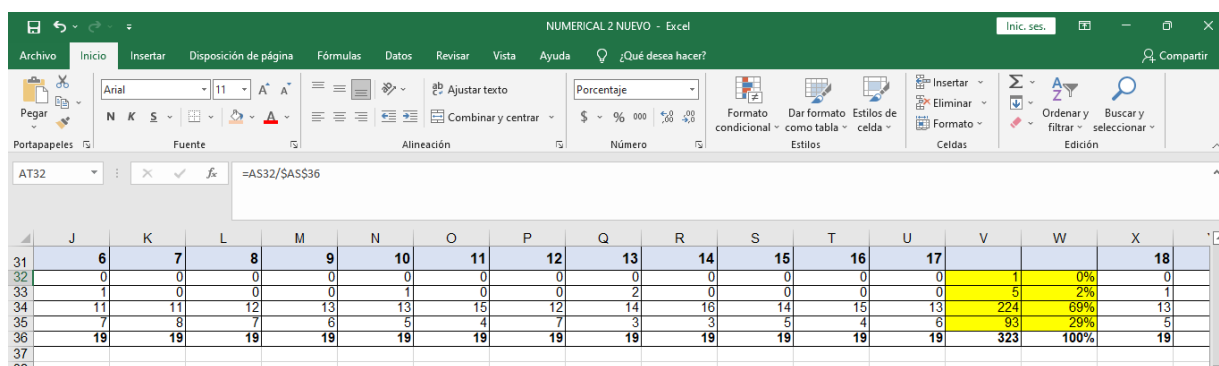 NUMERICAL 2 NUEVO - Excel Inic. ses.
Archivo Inicio Insertar Disposición de página Fórmulas Datos Revisar Vista Ayuda ¿Qué desea hacer? Compartir
Pegar Arial 11 A A ab Ajustar texto Porcentaje Formato condicional Dar formato como tabla Estilos de celda Insertar Ordenar y filtrar Buscar y seleccionar
N K S A Combinar y centrar $ % 000 Eliminar
Formato
Portapapeles Fuente Alineación Número Estilos Celdas Edición
AT32 fx =AS32/$AS$36
J K L M N O P Q R S T U V W X
31 6 7 8 9 10 11 12 13 14 15 16 17 18
32 0 0 0 0 0 0 0 0 0 0 0 0 1 0% 0
33 1 0 0 0 1 0 0 2 0 0 0 0 5 2% 1
34 11 11 12 13 13 15 12 14 16 14 15 13 224 69% 13
35 7 8 7 6 5 4 7 3 3 5 4 6 93 29% 5
36 19 19 19 19 19 19 19 19 19 19 19 19 323 100% 19
37